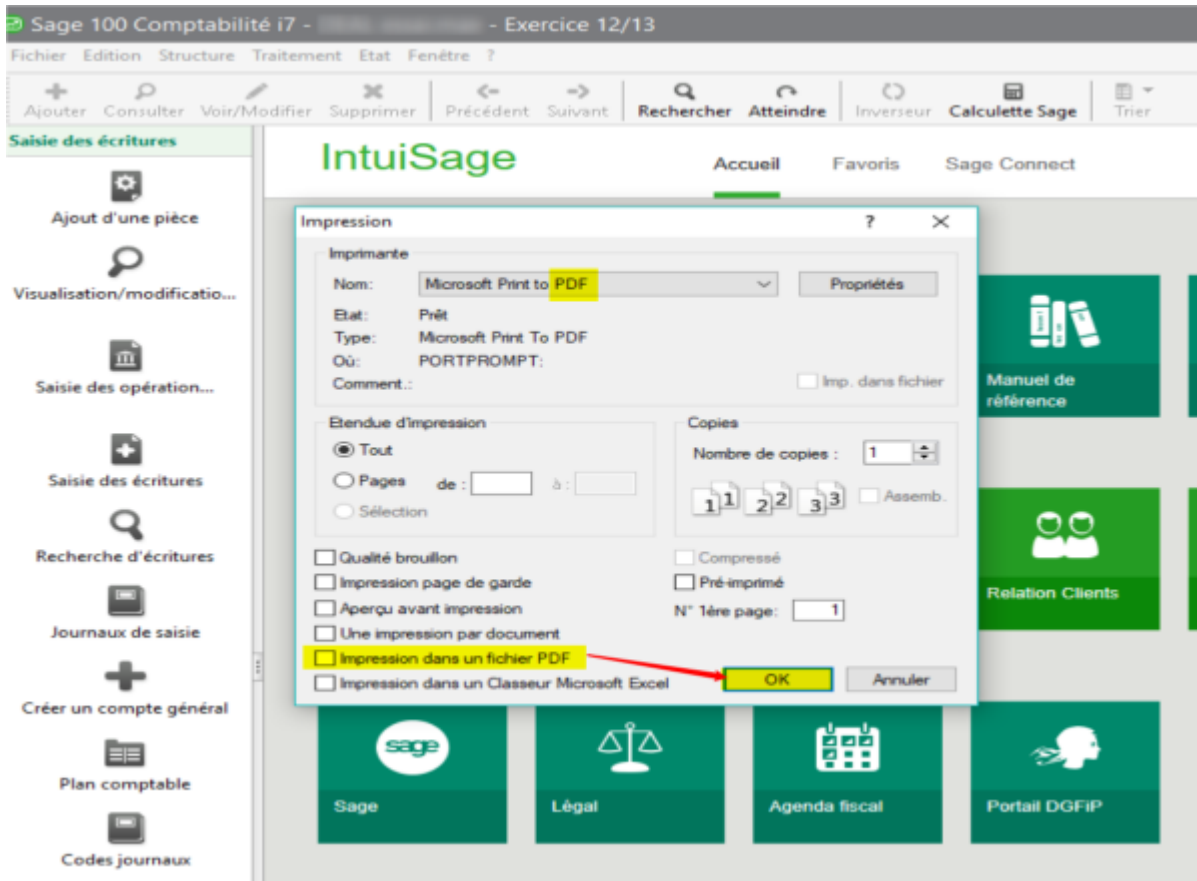 Sage 100 Comptabilité i7 - - Exercice 12/13
Fichier Edition Structure Traitement Etat Fenêtre ?
Ajouter Consulter Voir/Modifier Supprimer Précédent Suivant Rechercher Atteindre Inverseur Calculette Sage Trier
Saisie des écritures
IntuiSage Accueil Favoris Sage Connect
Ajout d'une pièce
Visualisation/modificatio...
Saisie des opération...
Saisie des écritures
Recherche d'écritures
Journaux de saisie
Créer un compte général
Plan comptable
Codes journaux
Impression ?
Imprimante
Nom: Microsoft Print to PDF Propriétés
Etat: Prêt
Type: Microsoft Print To PDF
Où: PORTPROMPT:
Comment.: Imp. dans fichier
Etendue d'impression
Tout
Pages de : à :
Sélection
Copies
Nombre de copies : 1
1 1 2 2 3 3 Assemb.
Qualité brouillon Compressé
Impression page de garde Pré-imprimé
Aperçu avant impression N° 1ère page: 1
Une impression par document
Impression dans un fichier PDF
Impression dans un Classeur Microsoft Excel
OK Annuler
Manuel de
référence
Relation Clients
sage
Sage Légal Agenda fiscal Portail DGFiP